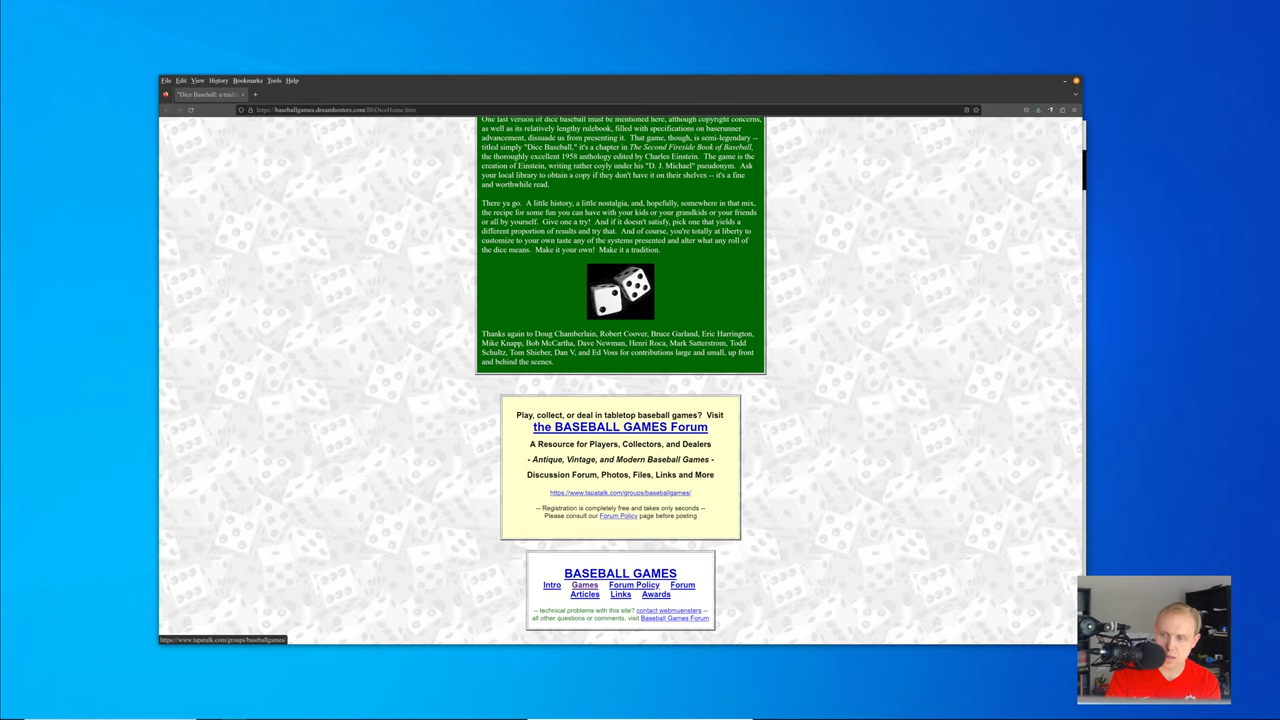 File Edit View History Bookmarks Tools Help
"Dice Baseball: a tradit
https://baseballgames.dreamhosters.com/BbDiceHome.htm
One last version of dice baseball must be mentioned here, although copyright concerns,
as well as its relatively lengthy rulebook, filled with specifications on baserunner
advancement, dissuade us from presenting it. That game, though, is semi-legendary --
titled simply "Dice Baseball," it's a chapter in The Second Fireside Book of Baseball,
the thoroughly excellent 1958 anthology edited by Charles Einstein. The game is the
creation of Einstein, writing rather coyly under his "D. J. Michael" pseudonym. Ask
your local library to obtain a copy if they don't have it on their shelves -- it's a fine
and worthwhile read.
There ya go. A little history, a little nostalgia, and, hopefully, somewhere in that mix,
the recipe for some fun you can have with your kids or your grandkids or your friends
or all by yourself. Give one a try! And if it doesn't satisfy, pick one that yields a
different proportion of results and try that. And of course, you're totally at liberty to
customize to your own taste any of the systems presented and alter what any roll of
the dice means. Make it your own! Make it a tradition.
Thanks again to Doug Chamberlain, Robert Coover, Bruce Garland, Eric Harrington,
Mike Knapp, Bob McCartha, Dave Newman, Henri Roca, Mark Satterstrom, Todd
Schultz, Tom Shieber, Dan V, and Ed Voss for contributions large and small, up front
and behind the scenes.
Play, collect, or deal in tabletop baseball games? Visit
the BASEBALL GAMES Forum
A Resource for Players, Collectors, and Dealers
- Antique, Vintage, and Modern Baseball Games -
Discussion Forum, Photos, Files, Links and More
https://www.tapatalk.com/groups/baseballgames/
-- Registration is completely free and takes only seconds --
Please consult our Forum Policy page before posting
BASEBALL GAMES
Intro Games Forum Policy Forum
Articles Links Awards
-- technical problems with this site? contact webmuensters --
all other questions or comments, visit Baseball Games Forum
https://www.tapatalk.com/groups/baseballgames/